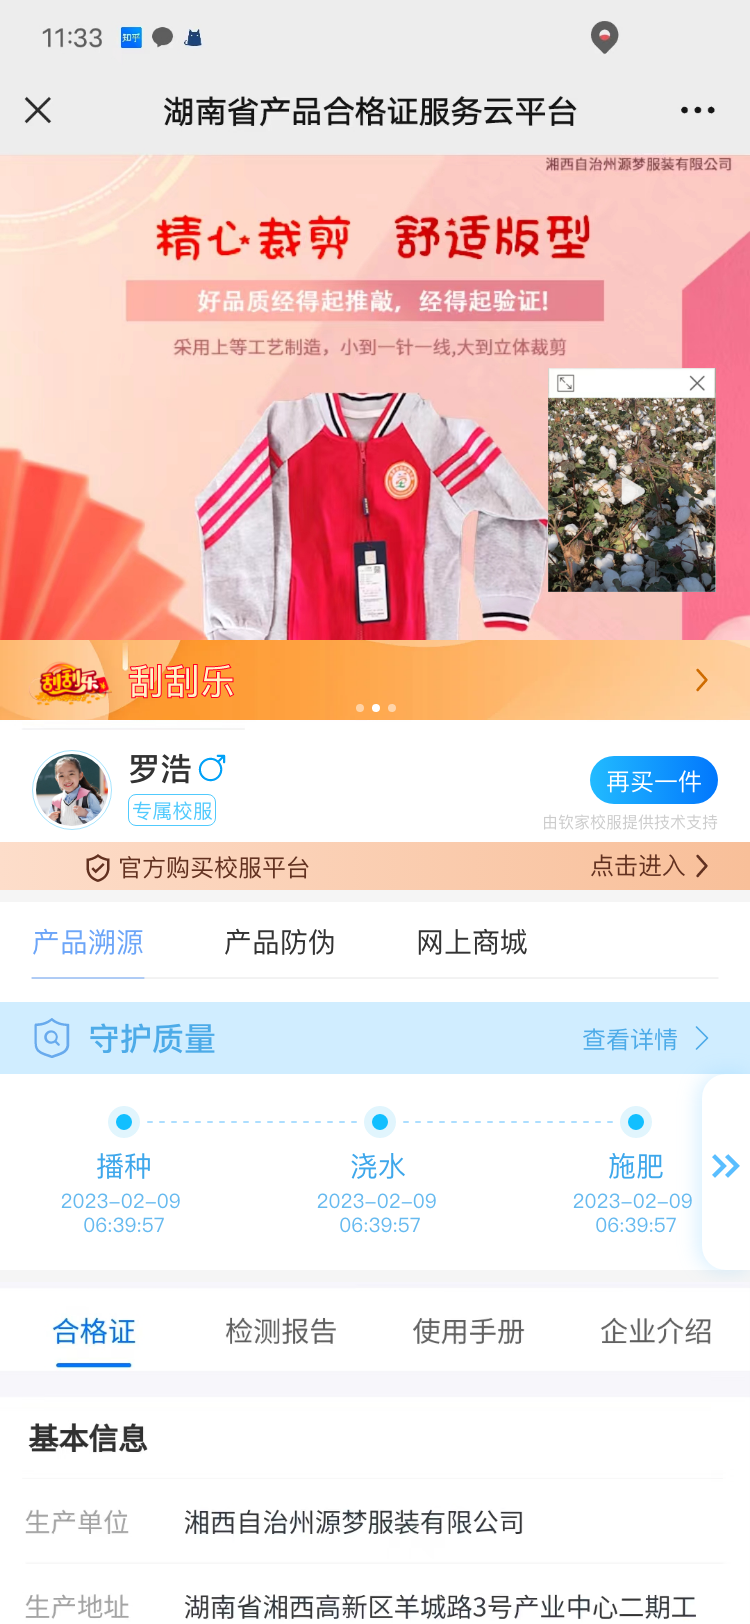 11:33
知乎
湖南省产品合格证服务云平台
湘西自治州源梦服装有限公司
精心裁剪 舒适版型
好品质经得起推敲，经得起验证!
采用上等工艺制造，小到一针一线,大到立体裁剪
刮刮乐 刮刮乐
罗浩
专属校服
再买一件
由钦家校服提供技术支持
官方购买校服平台 点击进入
产品溯源 产品防伪 网上商城
守护质量 查看详情
播种 浇水 施肥
2023-02-09 2023-02-09 2023-02-09
06:39:57 06:39:57 06:39:57
合格证 检测报告 使用手册 企业介绍
基本信息
生产单位 湘西自治州源梦服装有限公司
生产地址 湖南省湘西高新区羊城路3号产业中心二期工